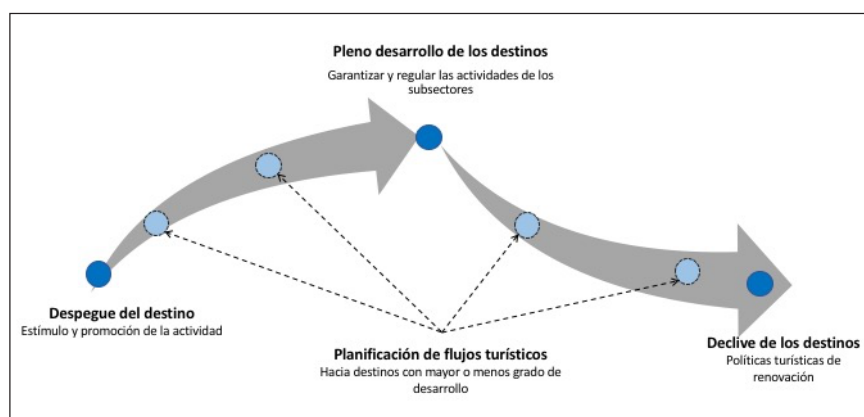 Pleno desarrollo de los destinos
Garantizar y regular las actividades de los
subsectores
Despegue del destino
Estímulo y promoción de la actividad
Planificación de flujos turísticos
Hacia destinos con mayor o menos grado de
desarrollo
Declive de los destinos
Políticas turísticas de
renovación